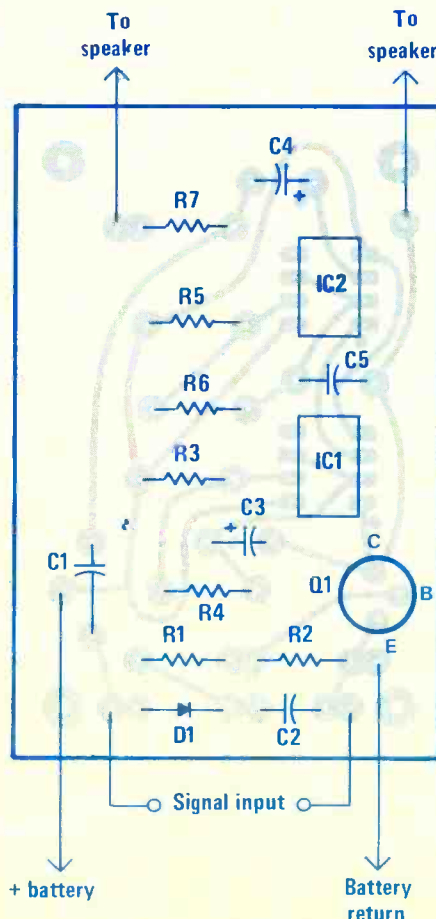 To
speaker
To
speaker
C4
+
R7
IC2
R5
C5
R6
R3
IC1
C3
+
C
C1
Q1
B
R4
E
R1
R2
D1
C2
Signal input
+ battery
Battery
return